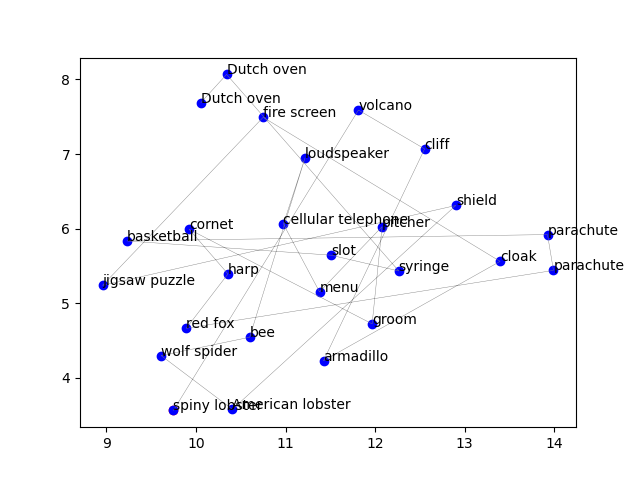 Dutch oven
Dutch oven
fire screen
volcano
cliff
loudspeaker
shield
cellular telephone
pitcher
cornet
basketball
parachute
slot
cloak
syringe
parachute
harp
jigsaw puzzle
menu
red fox
groom
bee
wolf spider
armadillo
spiny lobster
American lobster
8
7
6
5
4
9
10
11
12
13
14